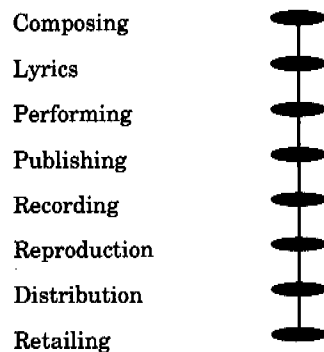 Composing
Lyrics
Performing
Publishing
Recording
Reproduction
Distribution
Retailing